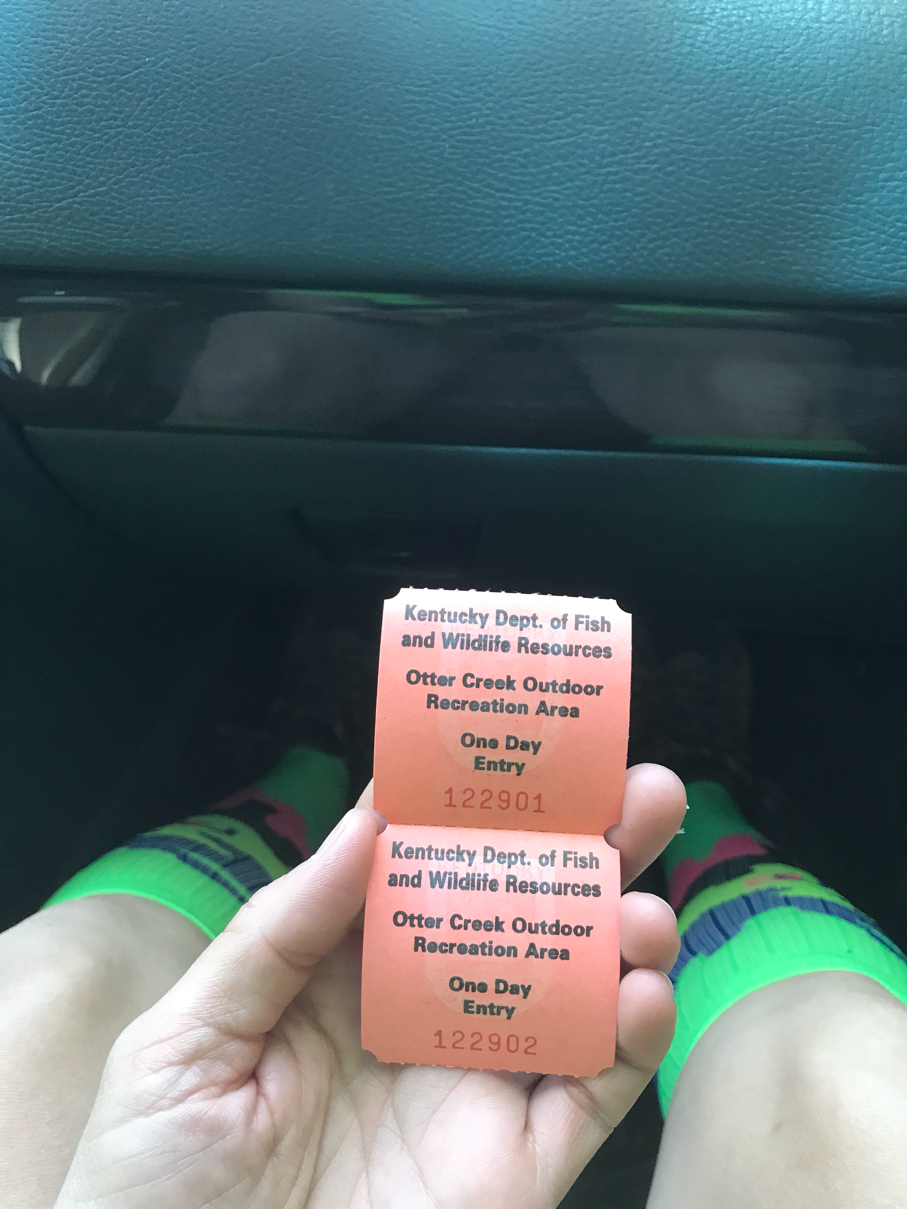 Kentucky Dept. of Fish
and Wildlife Resources
Otter Creek Outdoor
Recreation Area
One Day
Entry
122901
Kentucky Dept. of Fish
and Wildlife Resources
Otter Creek Outdoor
Recreation Area
One Day
Entry
122902